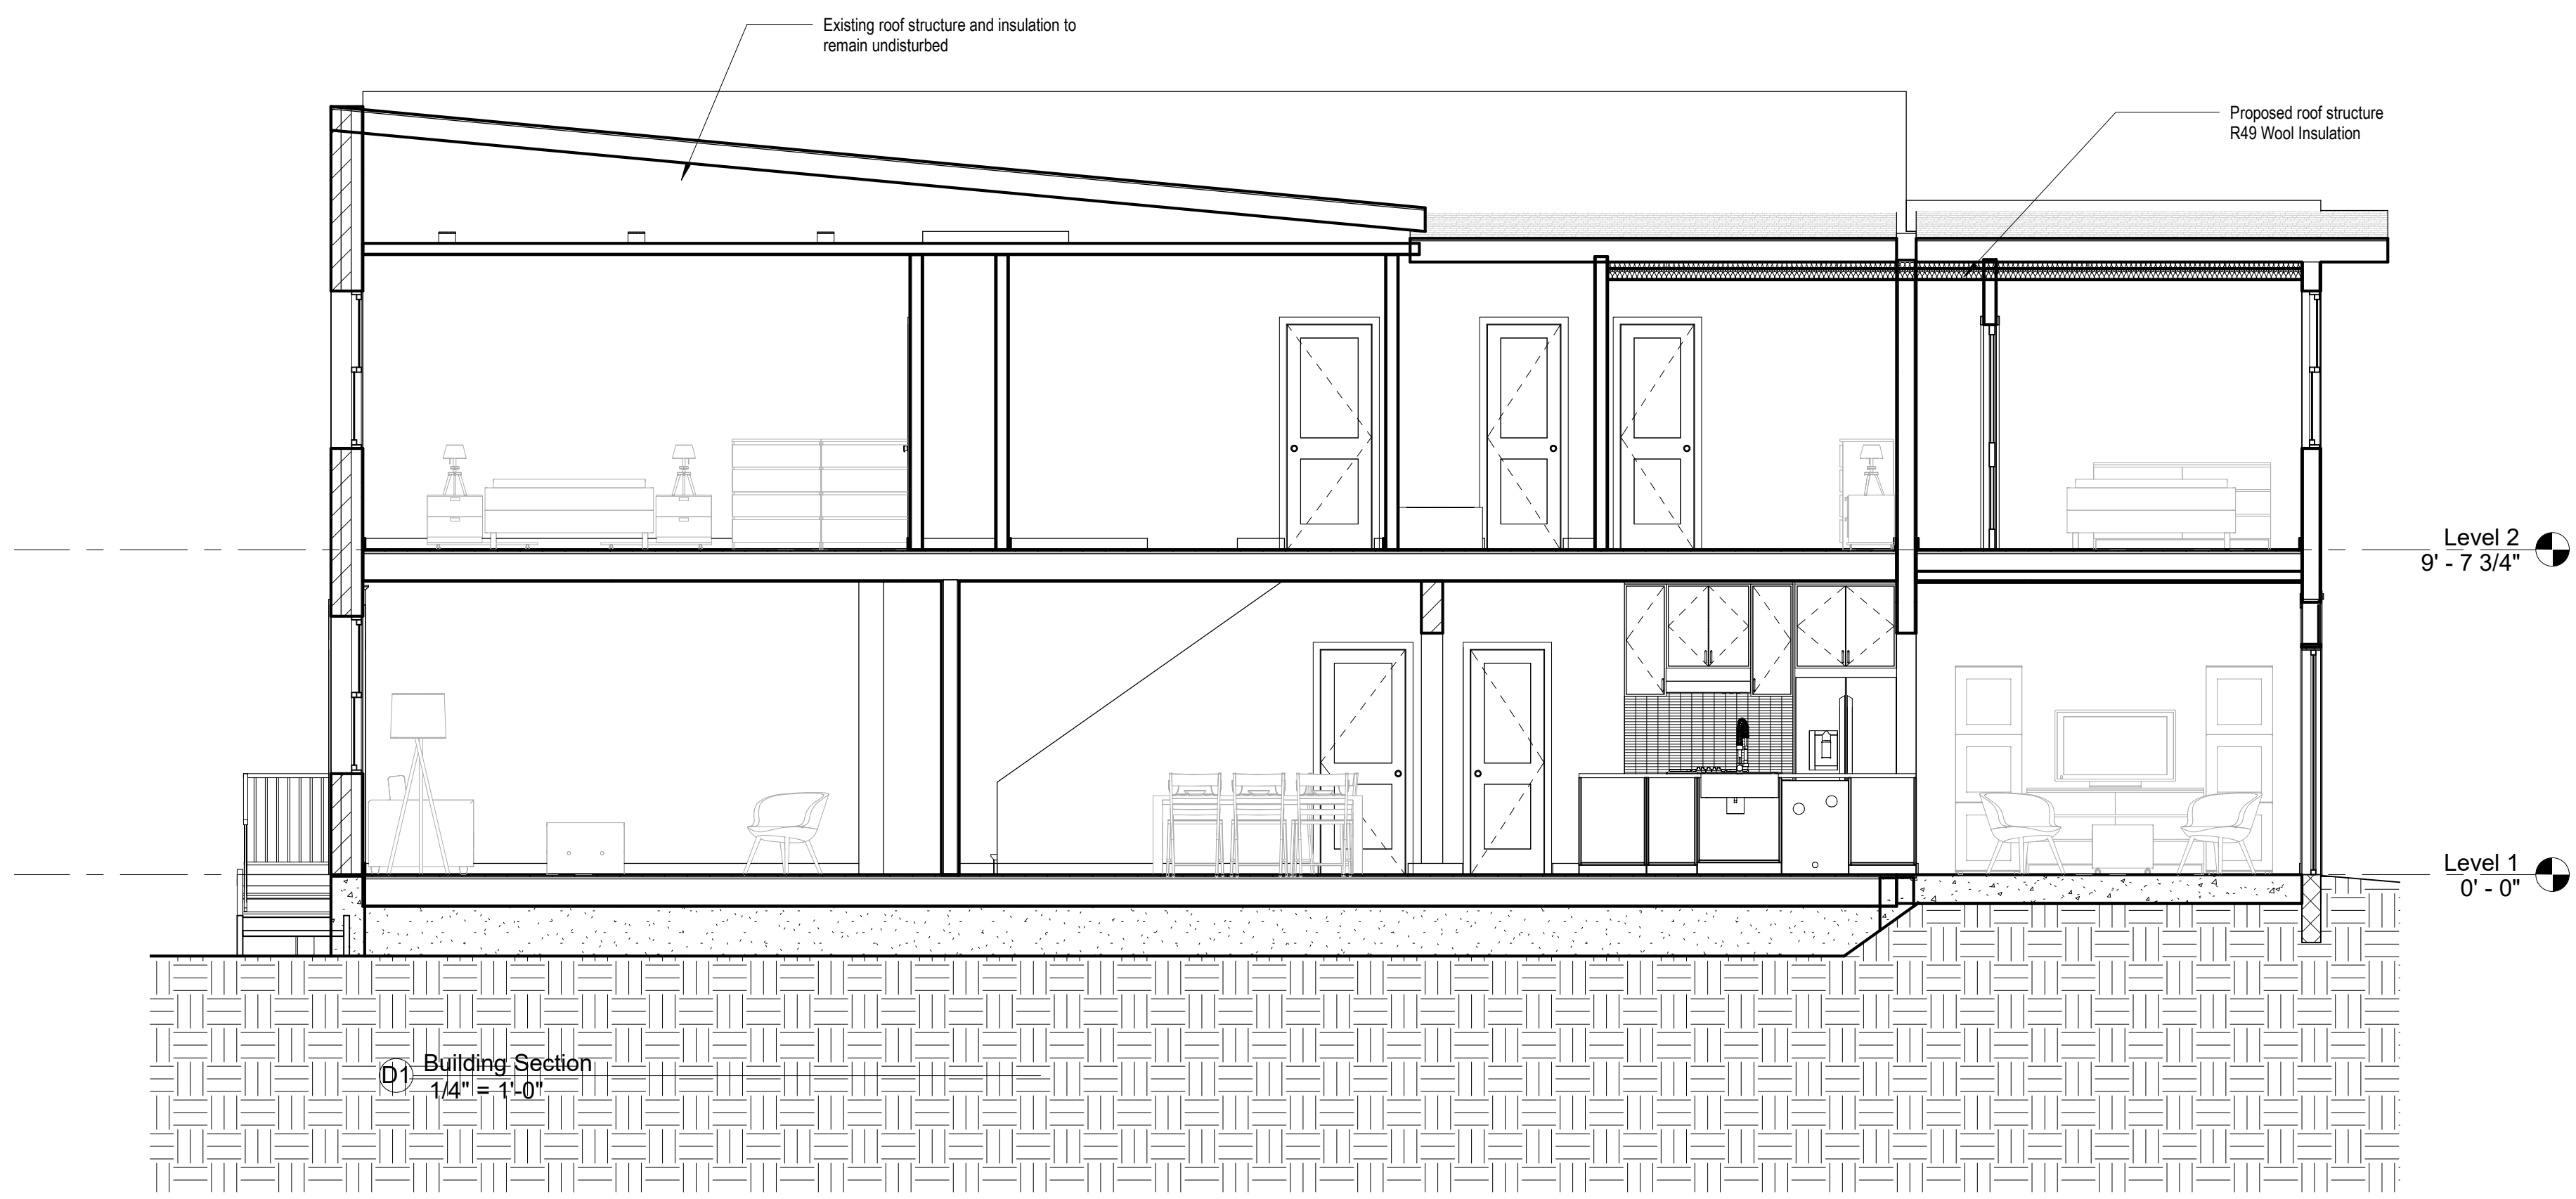 Existing roof structure and insulation to
remain undisturbed
Proposed roof structure
R49 Wool Insulation
Level 2
9' - 7 3/4"
Level 1
0' - 0"
D1
Building Section
1/4" = 1'-0"